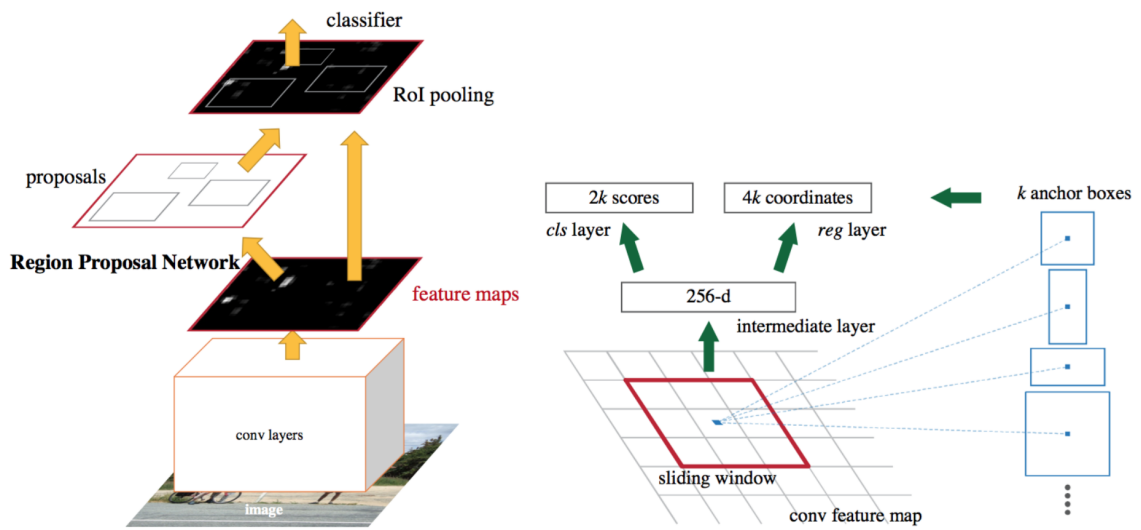 classifier
RoI pooling
proposals
Region Proposal Network
feature maps
conv layers
image
2k scores
4k coordinates
k anchor boxes
cls layer
reg layer
256-d
intermediate layer
sliding window
conv feature map